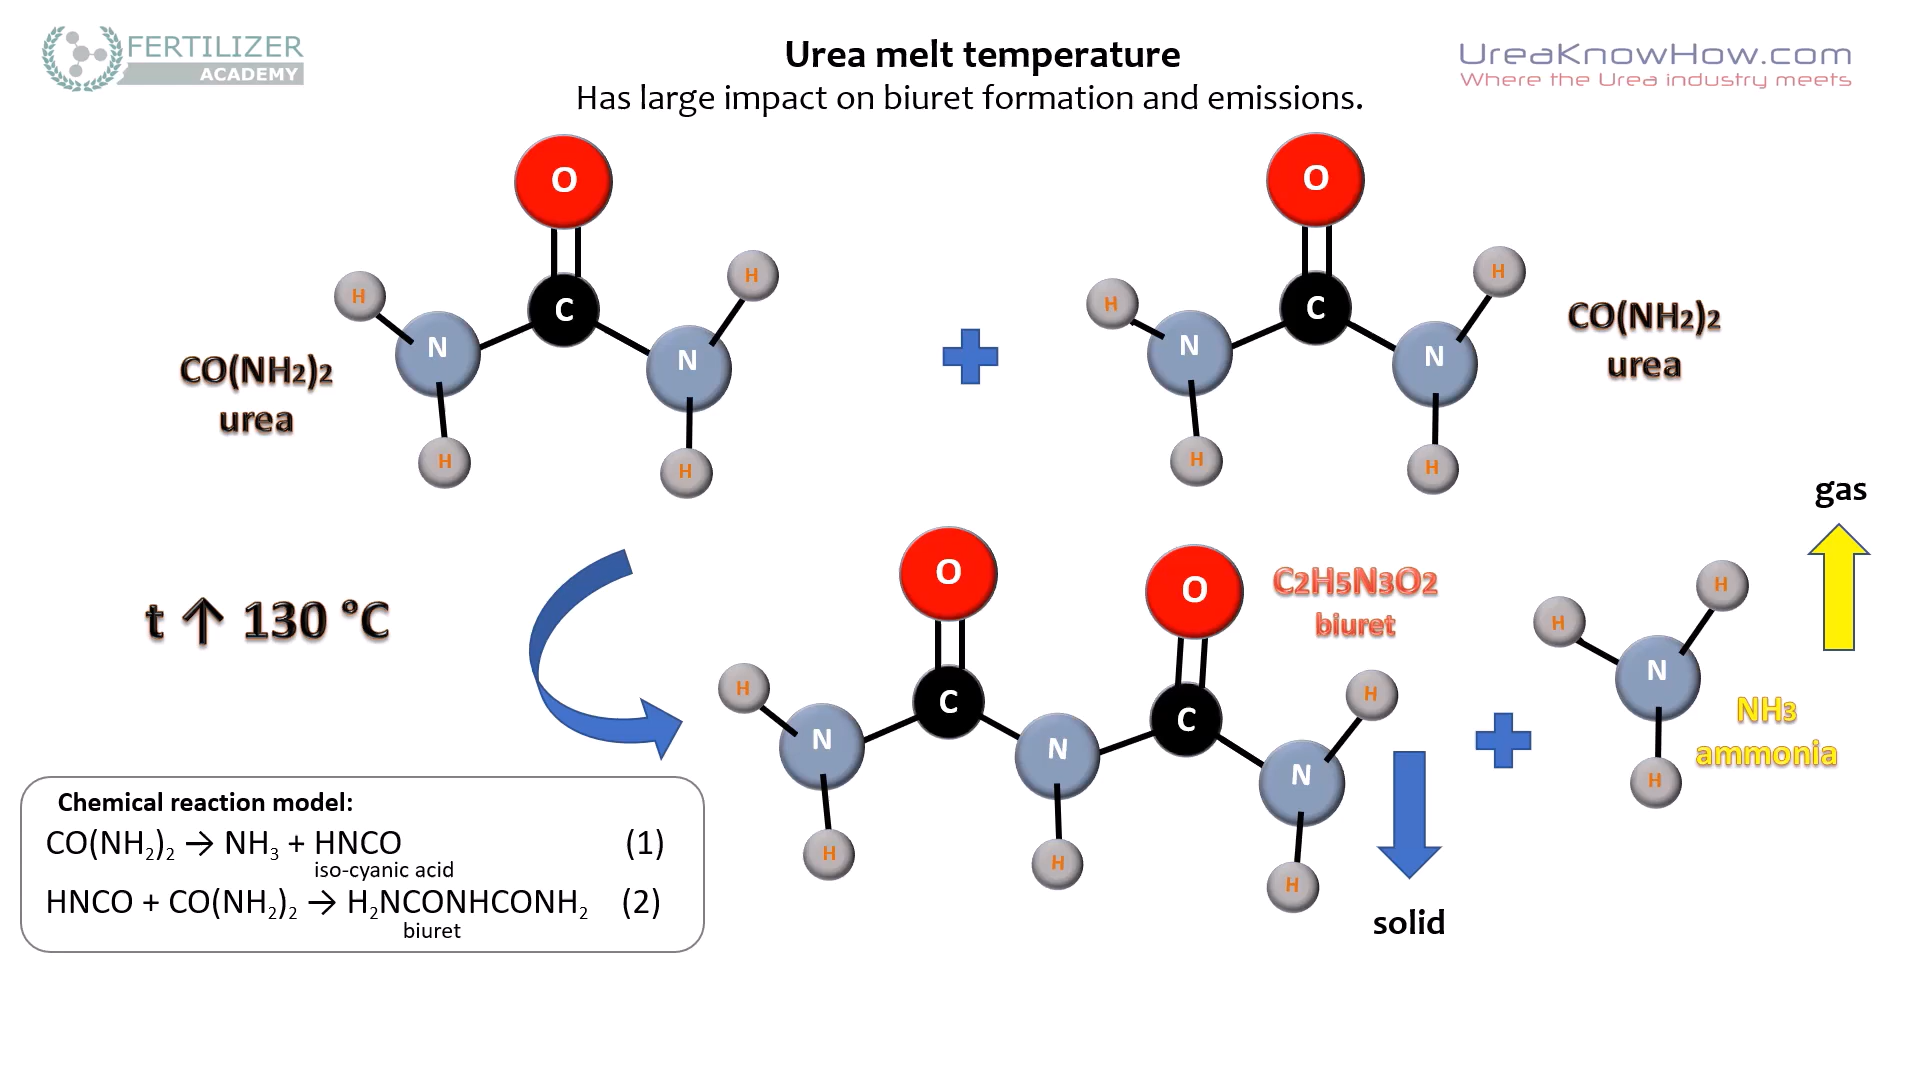 FERTILIZER
ACADEMY
Urea melt temperature
Has large impact on biuret formation and emissions.
UreaKnowHow.com
Where the Urea industry meets
O
H
C
H
N
N
H
H
CO(NH2)2
urea
O
H
C
H
N
N
H
H
CO(NH2)2
urea
gas
t ↑ 130 °C
O
O
H
C
C
H
N
N
N
H
H
H
C2H5N3O2
biuret
solid
H
H
N
H
NH3
ammonia
Chemical reaction model:
CO(NH₂)₂ → NH₃ + HNCO (1)
iso-cyanic acid
HNCO + CO(NH₂)₂ → H₂NCONHCONH₂ (2)
biuret